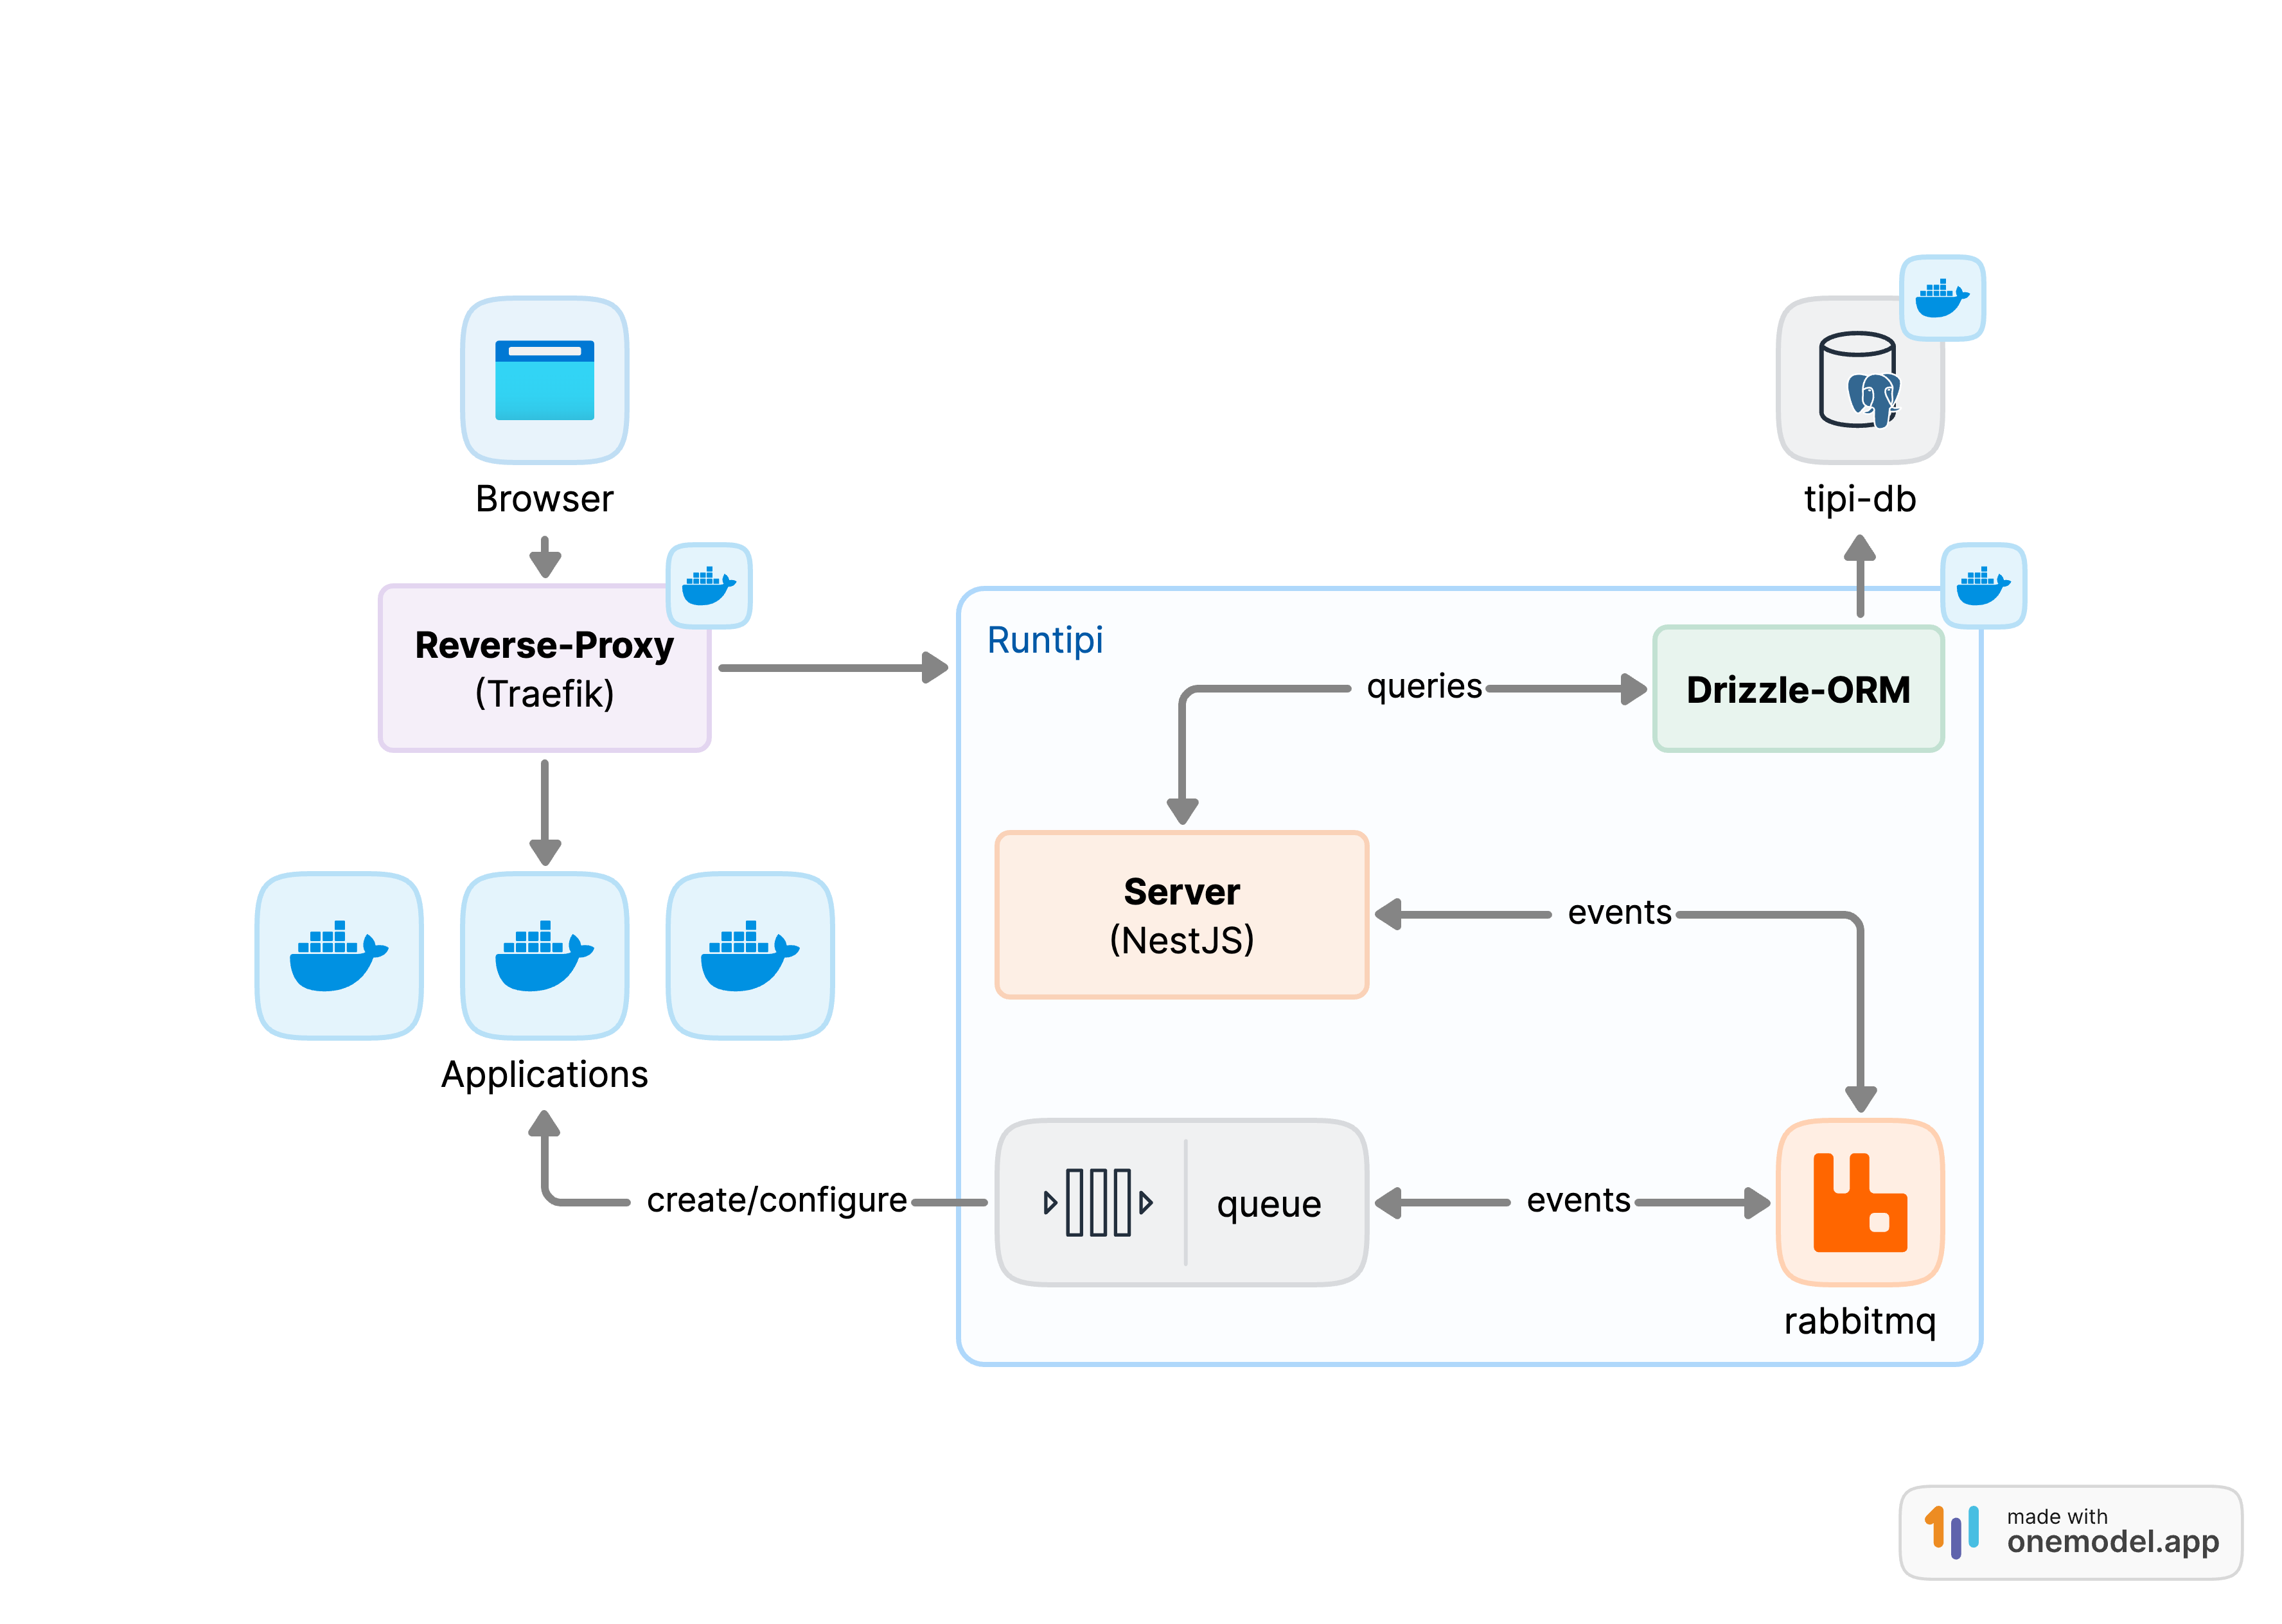 Browser
tipi-db
Reverse-Proxy
(Traefik)
Runtipi
queries
Drizzle-ORM
Server
(NestJS)
events
Applications
create/configure
queue
events
rabbitmq
made with
onemodel.app